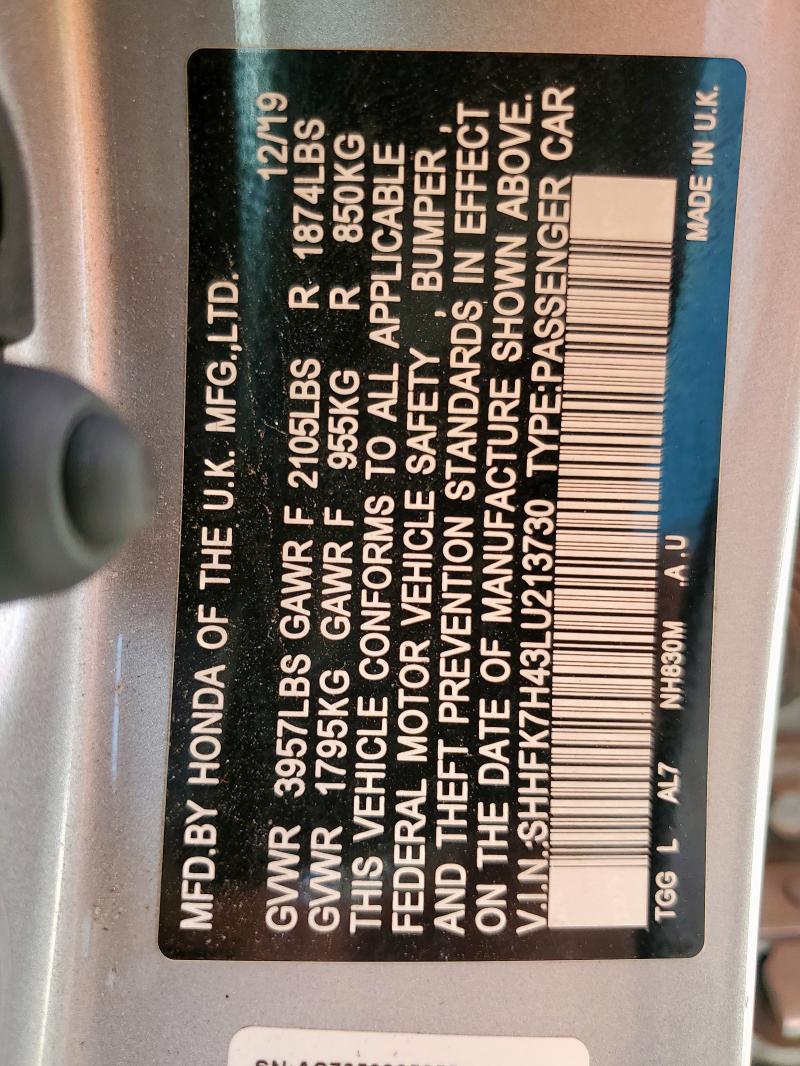 MFD.BY HONDA OF THE U.K. MFG.,LTD.
12/19
GVWR 3957LBS GAWR F 2105LBS R 1874LBS
GVWR 1795KG GAWR F 955KG R 850KG
THIS VEHICLE CONFORMS TO ALL APPLICABLE
FEDERAL MOTOR VEHICLE SAFETY , BUMPER ,
AND THEFT PREVENTION STANDARDS IN EFFECT
ON THE DATE OF MANUFACTURE SHOWN ABOVE.
V.I.N.:SHHFK7H43LU213730 TYPE:PASSENGER CAR
TGG L AL7 NH830M .A .U MADE IN U.K.